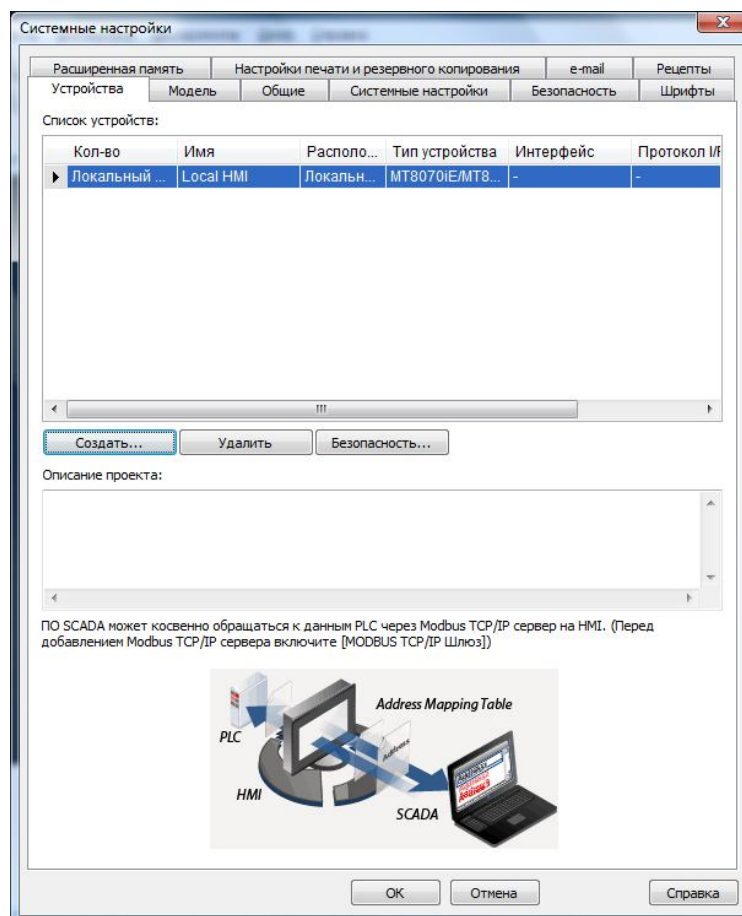 Системные настройки
Расширенная память Настройки печати и резервного копирования e-mail Рецепты
Устройства Модель Общие Системные настройки Безопасность Шрифты
Список устройств:
Кол-во Имя Располо... Тип устройства Интерфейс Протокол I/F
Локальный ... Local HMI Локальн... MT8070iE/MT8... - -
Создать... Удалить Безопасность...
Описание проекта:
ПО SCADA может косвенно обращаться к данным PLC через Modbus TCP/IP сервер на HMI. (Перед
добавлением Modbus TCP/IP сервера включите [MODBUS TCP/IP Шлюз])
Address Mapping Table
PLC
Address
HMI
SCADA
OK Отмена Справка